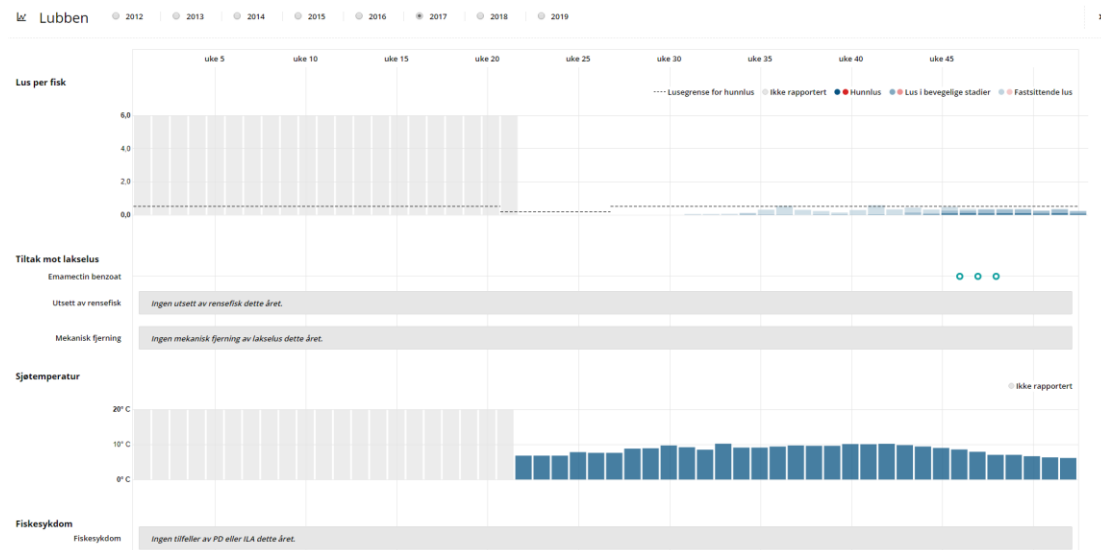 Lubben 2012 2013 2014 2015 2016 2017 2018 2019
uke 5 uke 10 uke 15 uke 20 uke 25 uke 30 uke 35 uke 40 uke 45
Lus per fisk
Lusegrense for hunnlus Ikke rapportert Hunnlus Lus i bevegelige stadier Fastsittende lus
6,0
4,0
2,0
0,0
Tiltak mot lakselus
Emamectin benzoat
Utsett av rensefisk Ingen utsett av rensefisk dette året.
Mekanisk fjerning Ingen mekanisk fjerning av lakselus dette året.
Sjøtemperatur
Ikke rapportert
20° C
10° C
0° C
Fiskesykdom
Fiskesykdom Ingen tilfeller av PD eller ILA dette året.